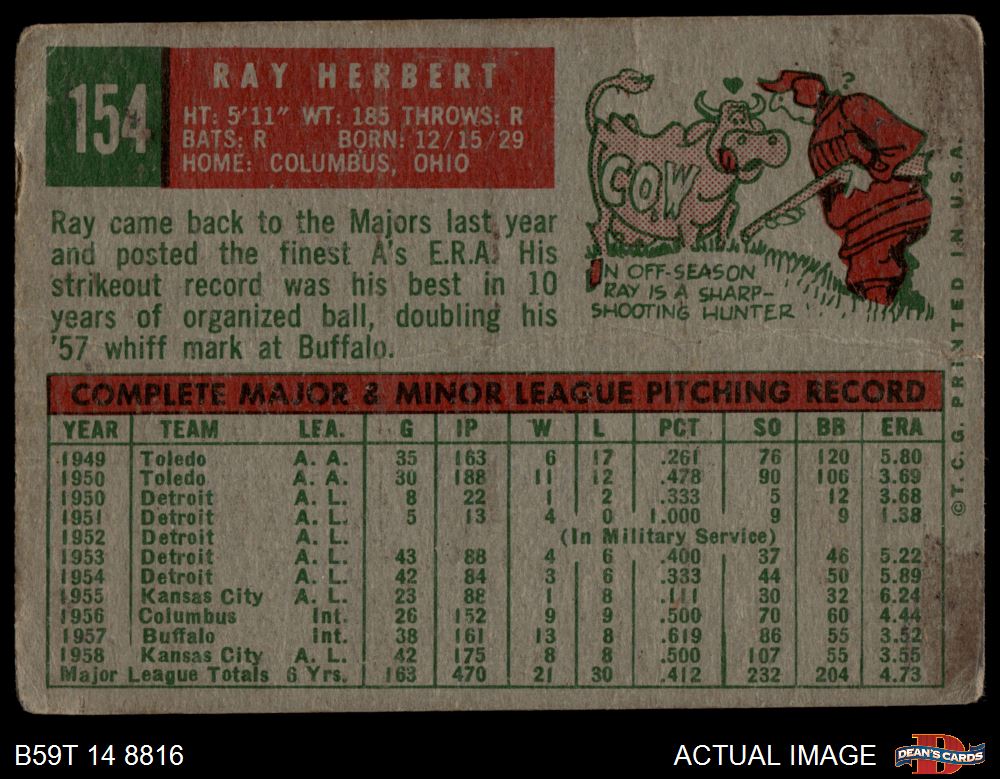 154
RAY HERBERT
HT: 5'11" WT: 185 THROWS: R
BATS: R BORN: 12/15/29
HOME: COLUMBUS, OHIO
?
COW
IN OFF-SEASON
RAY IS A SHARP-
SHOOTING HUNTER
Ray came back to the Majors last year
and posted the finest A's E.R.A. His
strikeout record was his best in 10
years of organized ball, doubling his
'57 whiff mark at Buffalo.
COMPLETE MAJOR & MINOR LEAGUE PITCHING RECORD
YEAR TEAM LEA. G IP W L PCT SO BB ERA
1949 Toledo A. A. 35 163 6 17 .261 76 120 5.80
1950 Toledo A. A. 30 188 11 12 .478 90 106 3.69
1950 Detroit A. L. 8 22 1 2 .333 5 12 3.68
1951 Detroit A. L. 5 13 4 0 1.000 9 9 1.38
1952 Detroit A. L. (In Military Service)
1953 Detroit A. L. 43 88 4 6 .400 37 46 5.22
1954 Detroit A. L. 42 84 3 6 .333 44 50 5.89
1955 Kansas City A. L. 23 88 1 8 .111 30 32 6.24
1956 Columbus Int. 26 152 9 9 .500 70 60 4.44
1957 Buffalo Int. 38 161 13 8 .619 86 55 3.52
1958 Kansas City A. L. 42 175 8 8 .500 107 55 3.55
Major League Totals 6 Yrs. 163 470 21 30 .412 232 204 4.73
©T. C. G. PRINTED IN U.S.A.
B59T 14 8816
ACTUAL IMAGE
D
DEAN'S CARDS